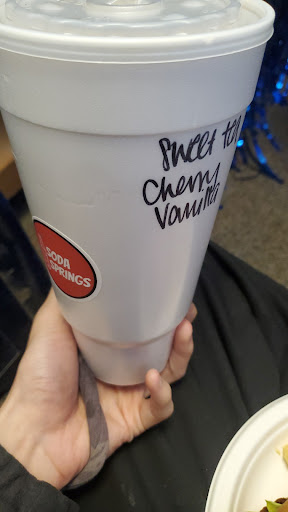 Sweet tea
Cherry
Vanilla
SODA
SPRINGS